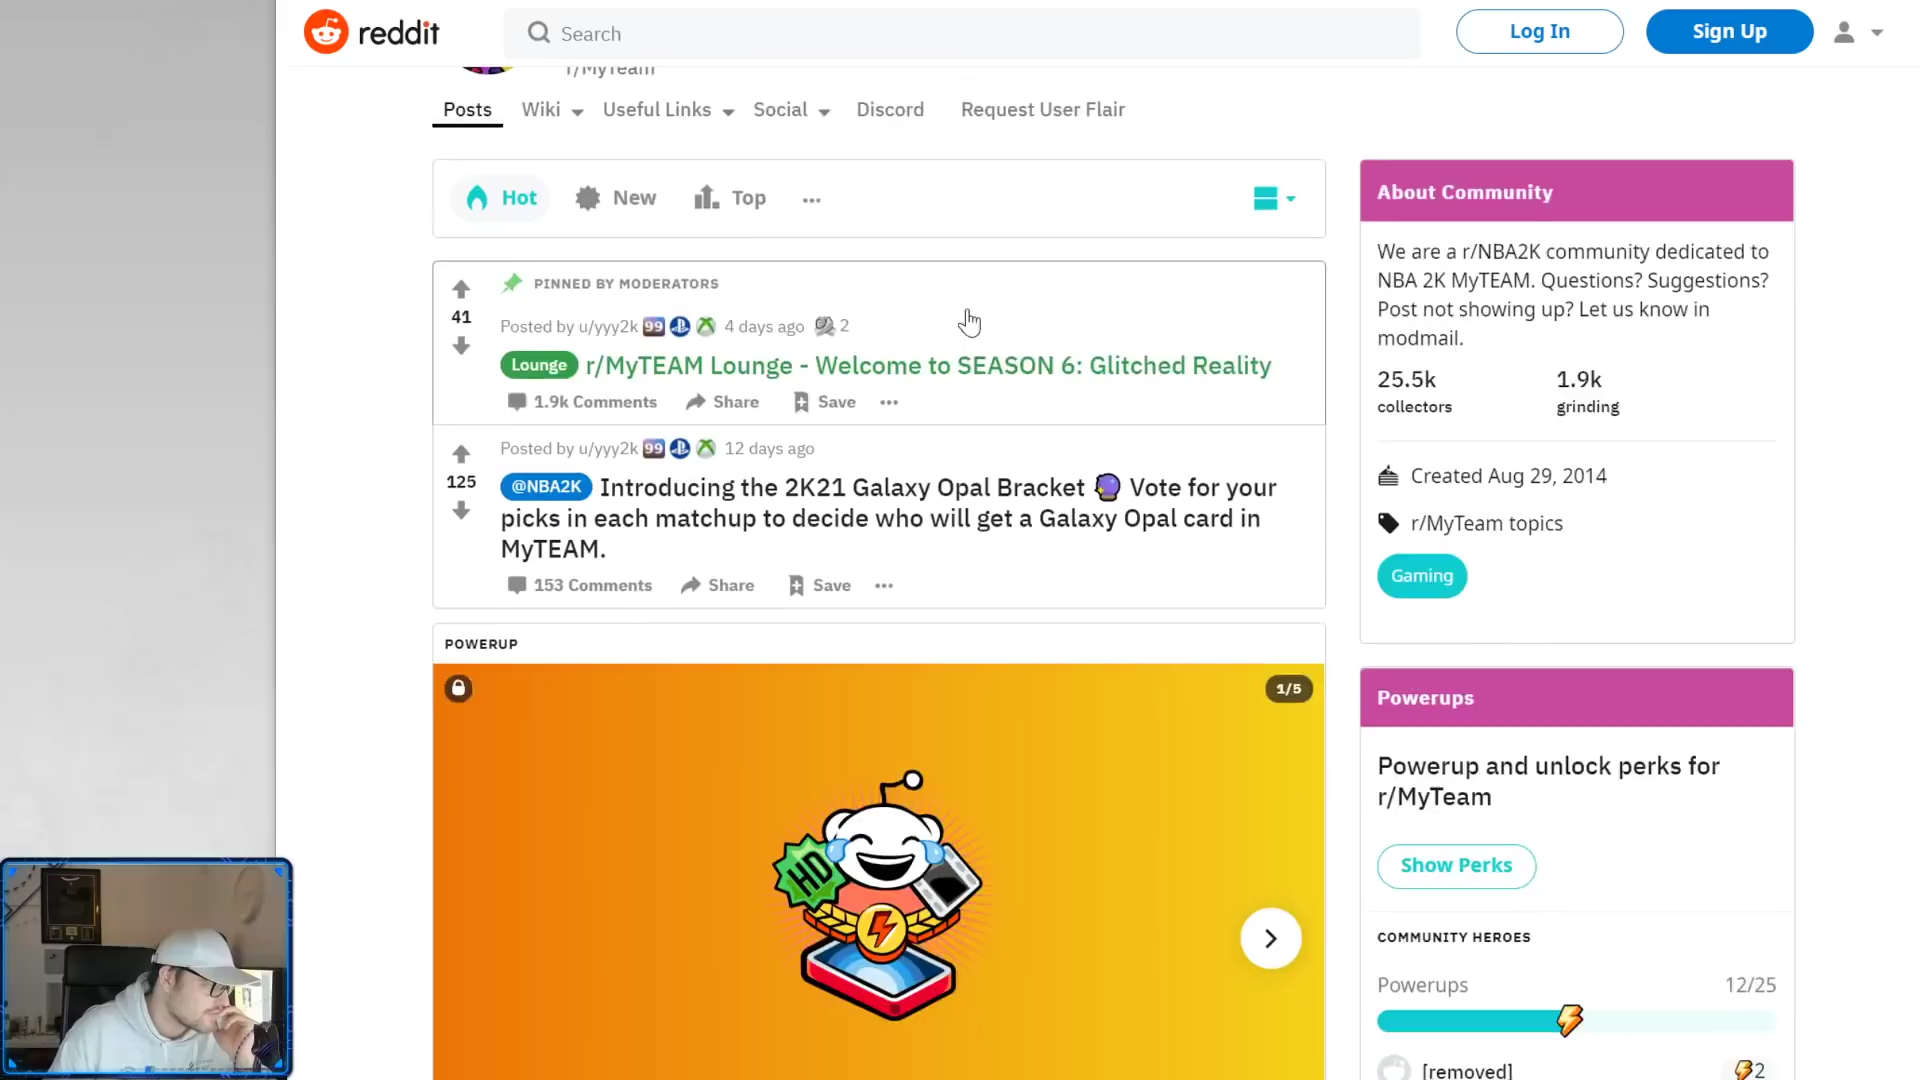 reddit
Search
Log In
Sign Up
r/MyTeam
Posts
Wiki
Useful Links
Social
Discord
Request User Flair
Hot
New
Top
PINNED BY MODERATORS
41
Posted by u/yyy2k 99 4 days ago 2
Lounge r/MyTEAM Lounge - Welcome to SEASON 6: Glitched Reality
1.9k Comments Share Save
Posted by u/yyy2k 99 12 days ago
125
@NBA2K Introducing the 2K21 Galaxy Opal Bracket 🔮 Vote for your
picks in each matchup to decide who will get a Galaxy Opal card in
MyTEAM.
153 Comments Share Save
POWERUP
1/5
HD
About Community
We are a r/NBA2K community dedicated to
NBA 2K MyTEAM. Questions? Suggestions?
Post not showing up? Let us know in
modmail.
25.5k 1.9k
collectors grinding
Created Aug 29, 2014
r/MyTeam topics
Gaming
Powerups
Powerup and unlock perks for
r/MyTeam
Show Perks
COMMUNITY HEROES
Powerups 12/25
[removed] 2